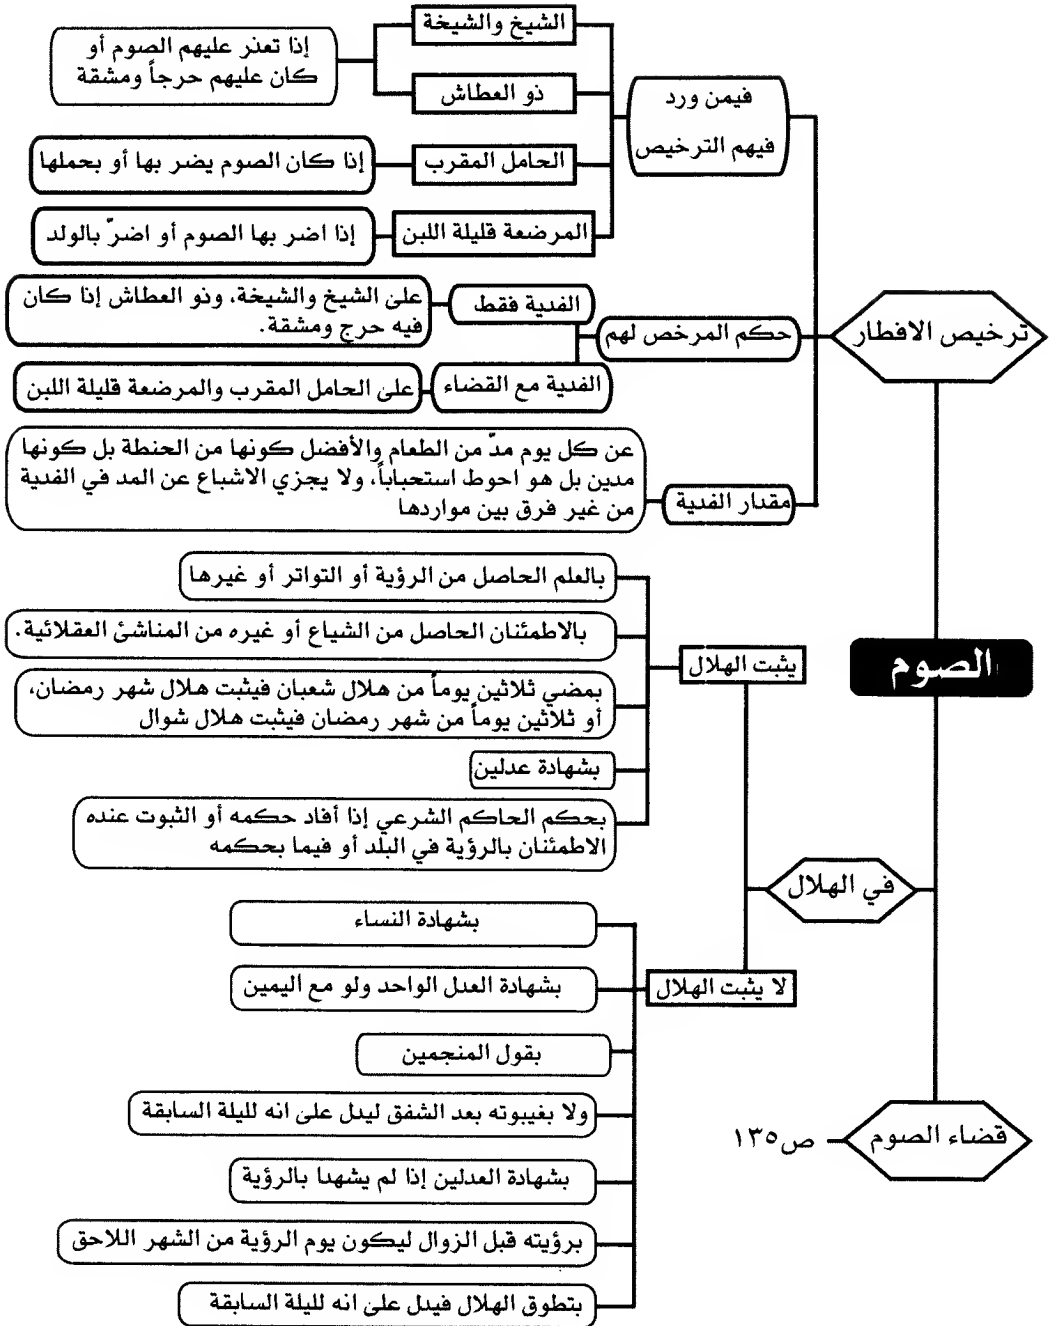 الصوم
ترخيص الافطار
فيمن ورد
فيهم الترخيص
الشيخ والشيخة
ذو العطاش
إذا تعذر عليهم الصوم أو
كان عليهم حرجاً ومشقة
الحامل المقرب
إذا كان الصوم يضر بها أو بحملها
المرضعة قليلة اللبن
إذا اضر بها الصوم أو اضرّ بالولد
حكم المرخص لهم
الفدية فقط
على الشيخ والشيخة، وذو العطاش إذا كان
فيه حرج ومشقة.
الفدية مع القضاء
على الحامل المقرب والمرضعة قليلة اللبن
مقدار الفدية
عن كل يوم مدّ من الطعام والأفضل كونها من الحنطة بل كونها
مدين بل هو احوط استحباباً، ولا يجزي الاشباع عن المد في الفدية
من غير فرق بين مواردها
في الهلال
يثبت الهلال
بالعلم الحاصل من الرؤية أو التواتر أو غيرها
بالاطمئنان الحاصل من الشياع أو غيره من المناشئ العقلائية.
بمضي ثلاثين يوماً من هلال شعبان فيثبت هلال شهر رمضان،
أو ثلاثين يوماً من شهر رمضان فيثبت هلال شوال
بشهادة عدلين
بحكم الحاكم الشرعي إذا أفاد حكمه أو الثبوت عنده
الاطمئنان بالرؤية في البلد أو فيما بحكمه
لا يثبت الهلال
بشهادة النساء
بشهادة العدل الواحد ولو مع اليمين
بقول المنجمين
ولا بغيبوته بعد الشفق ليدل على انه لليلة السابقة
بشهادة العدلين إذا لم يشهدا بالرؤية
برؤيته قبل الزوال ليكون يوم الرؤية من الشهر اللاحق
بتطوق الهلال فيدل على انه لليلة السابقة
قضاء الصوم
ص١٣٥